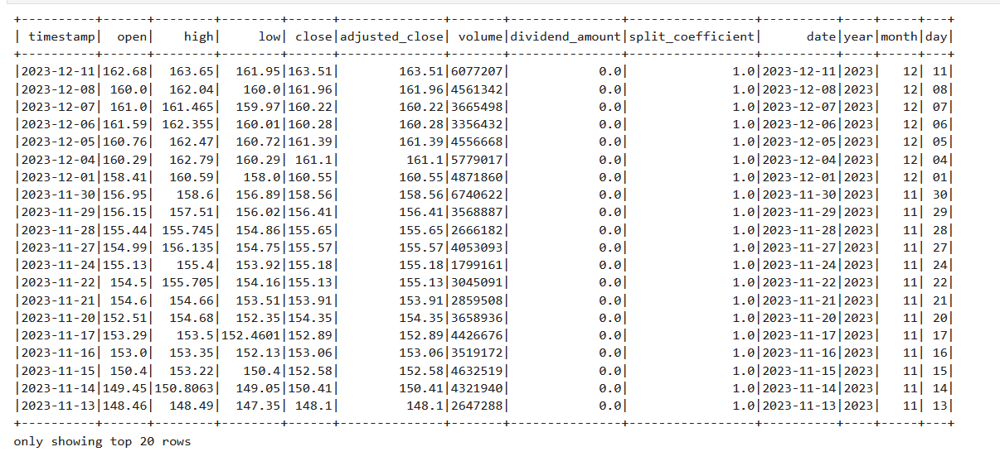 +----------+------+--------+--------+------+--------------+-------+---------------+-----------------+----------+----+-----+---+
| timestamp|  open|    high|     low| close|adjusted_close| volume|dividend_amount|split_coefficient|      date|year|month|day|
+----------+------+--------+--------+------+--------------+-------+---------------+-----------------+----------+----+-----+---+
|2023-12-11|162.68|  163.65|  161.95|163.51|        163.51|6077207|            0.0|              1.0|2023-12-11|2023|   12| 11|
|2023-12-08| 160.0|  162.04|   160.0|161.96|        161.96|4561342|            0.0|              1.0|2023-12-08|2023|   12| 08|
|2023-12-07| 161.0| 161.465|  159.97|160.22|        160.22|3665498|            0.0|              1.0|2023-12-07|2023|   12| 07|
|2023-12-06|161.59| 162.355|  160.01|160.28|        160.28|3356432|            0.0|              1.0|2023-12-06|2023|   12| 06|
|2023-12-05|160.76|  162.47|  160.72|161.39|        161.39|4556668|            0.0|              1.0|2023-12-05|2023|   12| 05|
|2023-12-04|160.29|  162.79|  160.29| 161.1|         161.1|5779017|            0.0|              1.0|2023-12-04|2023|   12| 04|
|2023-12-01|158.41|  160.59|   158.0|160.55|        160.55|4871860|            0.0|              1.0|2023-12-01|2023|   12| 01|
|2023-11-30|156.95|   158.6|  156.89|158.56|        158.56|6740622|            0.0|              1.0|2023-11-30|2023|   11| 30|
|2023-11-29|156.15|  157.51|  156.02|156.41|        156.41|3568887|            0.0|              1.0|2023-11-29|2023|   11| 29|
|2023-11-28|155.44| 155.745|  154.86|155.65|        155.65|2666182|            0.0|              1.0|2023-11-28|2023|   11| 28|
|2023-11-27|154.99| 156.135|  154.75|155.57|        155.57|4053093|            0.0|              1.0|2023-11-27|2023|   11| 27|
|2023-11-24|155.13|   155.4|  153.92|155.18|        155.18|1799161|            0.0|              1.0|2023-11-24|2023|   11| 24|
|2023-11-22| 154.5| 155.705|  154.16|155.13|        155.13|3045091|            0.0|              1.0|2023-11-22|2023|   11| 22|
|2023-11-21| 154.6|  154.66|  153.51|153.91|        153.91|2859508|            0.0|              1.0|2023-11-21|2023|   11| 21|
|2023-11-20|152.51|  154.68|  152.35|154.35|        154.35|3658936|            0.0|              1.0|2023-11-20|2023|   11| 20|
|2023-11-17|153.29|   153.5|152.4601|152.89|        152.89|4426676|            0.0|              1.0|2023-11-17|2023|   11| 17|
|2023-11-16| 153.0|  153.35|  152.13|153.06|        153.06|3519172|            0.0|              1.0|2023-11-16|2023|   11| 16|
|2023-11-15| 150.4|  153.22|   150.4|152.58|        152.58|4632519|            0.0|              1.0|2023-11-15|2023|   11| 15|
|2023-11-14|149.45|150.8063|  149.05|150.41|        150.41|4321940|            0.0|              1.0|2023-11-14|2023|   11| 14|
|2023-11-13|148.46|  148.49|  147.35| 148.1|         148.1|2647288|            0.0|              1.0|2023-11-13|2023|   11| 13|
+----------+------+--------+--------+------+--------------+-------+---------------+-----------------+----------+----+-----+---+
only showing top 20 rows